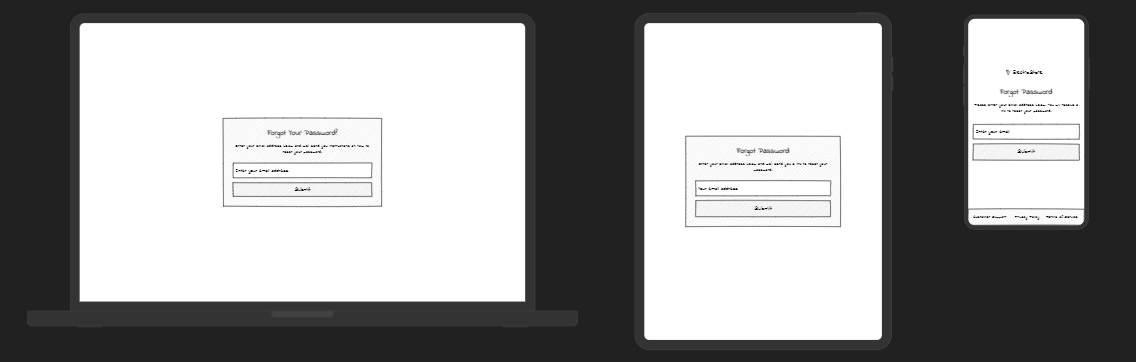 Forgot Your Password?
Enter your email address below and we'll send you instructions on how to
reset your password.
Enter your email address
Submit
Forgot Password
Enter your email address below and we'll send you a link to reset your
password.
Your email address
Submit
Forgot Password
Please enter your email address below. You will receive a
link to reset your password.
Enter your email
Submit
Customer Support Privacy Policy Terms of Service